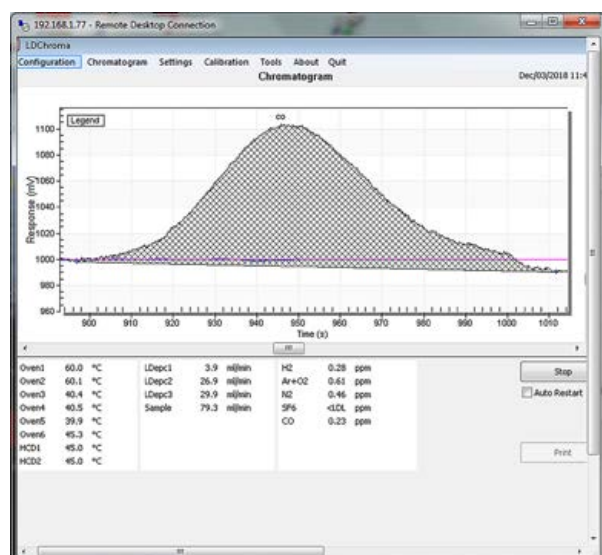 192.168.1.77 - Remote Desktop Connection
LDChroma
Configuration Chromatogram Settings Calibration Tools About Quit
Chromatogram
Dec/03/2018 11:4
Legend
co
1100
1080
1060
1040
1020
1000
980
960
Response (mV)
900 910 920 930 940 950 960 970 980 990 1000 1010
Time (s)
Oven1 60.0 °C LDepc1 3.9 ml/min H2 0.28 ppm
Oven2 60.1 °C LDepc2 26.9 ml/min Ar+O2 0.61 ppm
Oven3 40.4 °C LDepc3 29.9 ml/min N2 0.46 ppm
Oven4 40.5 °C Sample 79.3 ml/min SF6 <LDL ppm
Oven5 39.9 °C CO 0.23 ppm
Oven6 45.3 °C
HCD1 45.0 °C
HCD2 45.0 °C
Stop
Auto Restart
Print